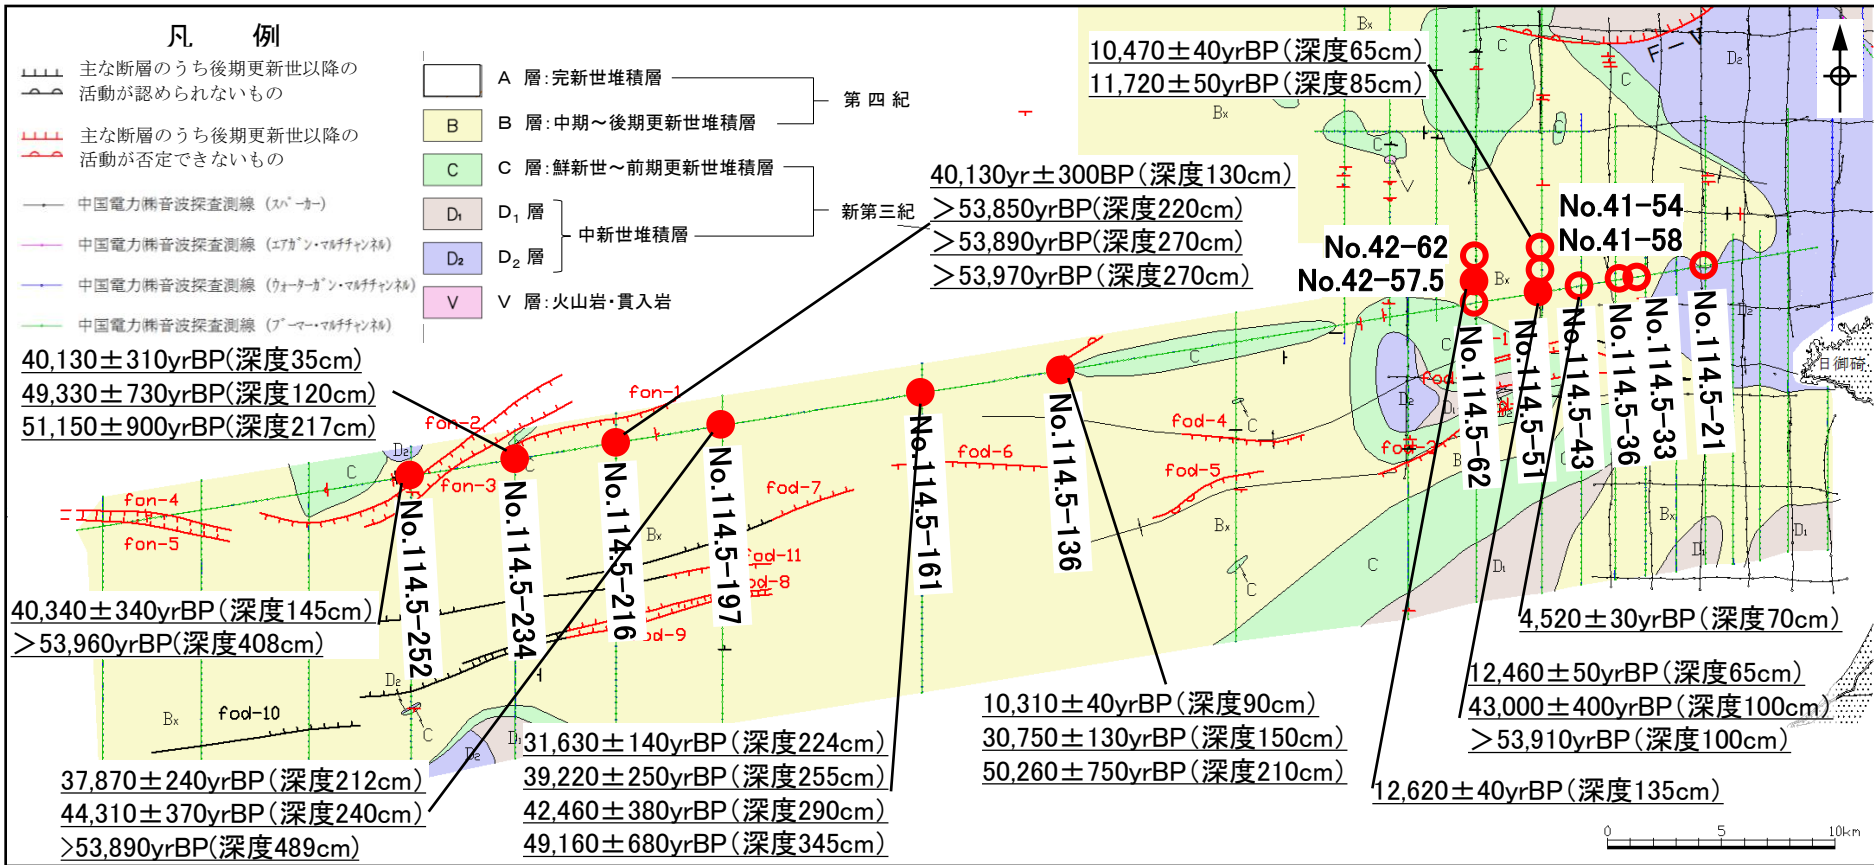 凡 例
主な断層のうち後期更新世以降の
活動が認められないもの
主な断層のうち後期更新世以降の
活動が否定できないもの
中国電力㈱音波探査測線 (スパーカー)
中国電力㈱音波探査測線 (エアガン・マルチチャンネル)
中国電力㈱音波探査測線 (ウォーターガン・マルチチャンネル)
中国電力㈱音波探査測線 (ブーマー・マルチチャンネル)
A 層:完新世堆積層
B B 層:中期～後期更新世堆積層
第四紀
C C 層:鮮新世～前期更新世堆積層
D₁ D₁ 層
D₂ D₂ 層
中新世堆積層
新第三紀
V V 層:火山岩・貫入岩
10,470±40yrBP(深度65cm)
11,720±50yrBP(深度85cm)
40,130yr±300BP(深度130cm)
>53,850yrBP(深度220cm)
>53,890yrBP(深度270cm)
>53,970yrBP(深度270cm)
No.41-54
No.41-58
No.42-62
No.42-57.5
40,130±310yrBP(深度35cm)
49,330±730yrBP(深度120cm)
51,150±900yrBP(深度217cm)
40,340±340yrBP(深度145cm)
>53,960yrBP(深度408cm)
37,870±240yrBP(深度212cm)
44,310±370yrBP(深度240cm)
>53,890yrBP(深度489cm)
31,630±140yrBP(深度224cm)
39,220±250yrBP(深度255cm)
42,460±380yrBP(深度290cm)
49,160±680yrBP(深度345cm)
10,310±40yrBP(深度90cm)
30,750±130yrBP(深度150cm)
50,260±750yrBP(深度210cm)
4,520±30yrBP(深度70cm)
12,460±50yrBP(深度65cm)
43,000±400yrBP(深度100cm)
>53,910yrBP(深度100cm)
12,620±40yrBP(深度135cm)
No.114.5-252
No.114.5-234
No.114.5-216
No.114.5-197
No.114.5-161
No.114.5-136
No.114.5-62
No.114.5-51
No.114.5-43
No.114.5-36
No.114.5-33
No.114.5-21
fon-1
fon-2
fon-3
fon-4
fon-5
fod-2
fod-4
fod-5
fod-6
fod-7
fod-10
od-11
od-8
od-9
F-V
日御碕
Bx
Bx
Bx
Bx
Bx
Bx
Bx
C
C
C
C
C
C
C
C
D₂
D₂
D₂
D₂
D₂
D₁
D₁
D₁
V
0 5 10km